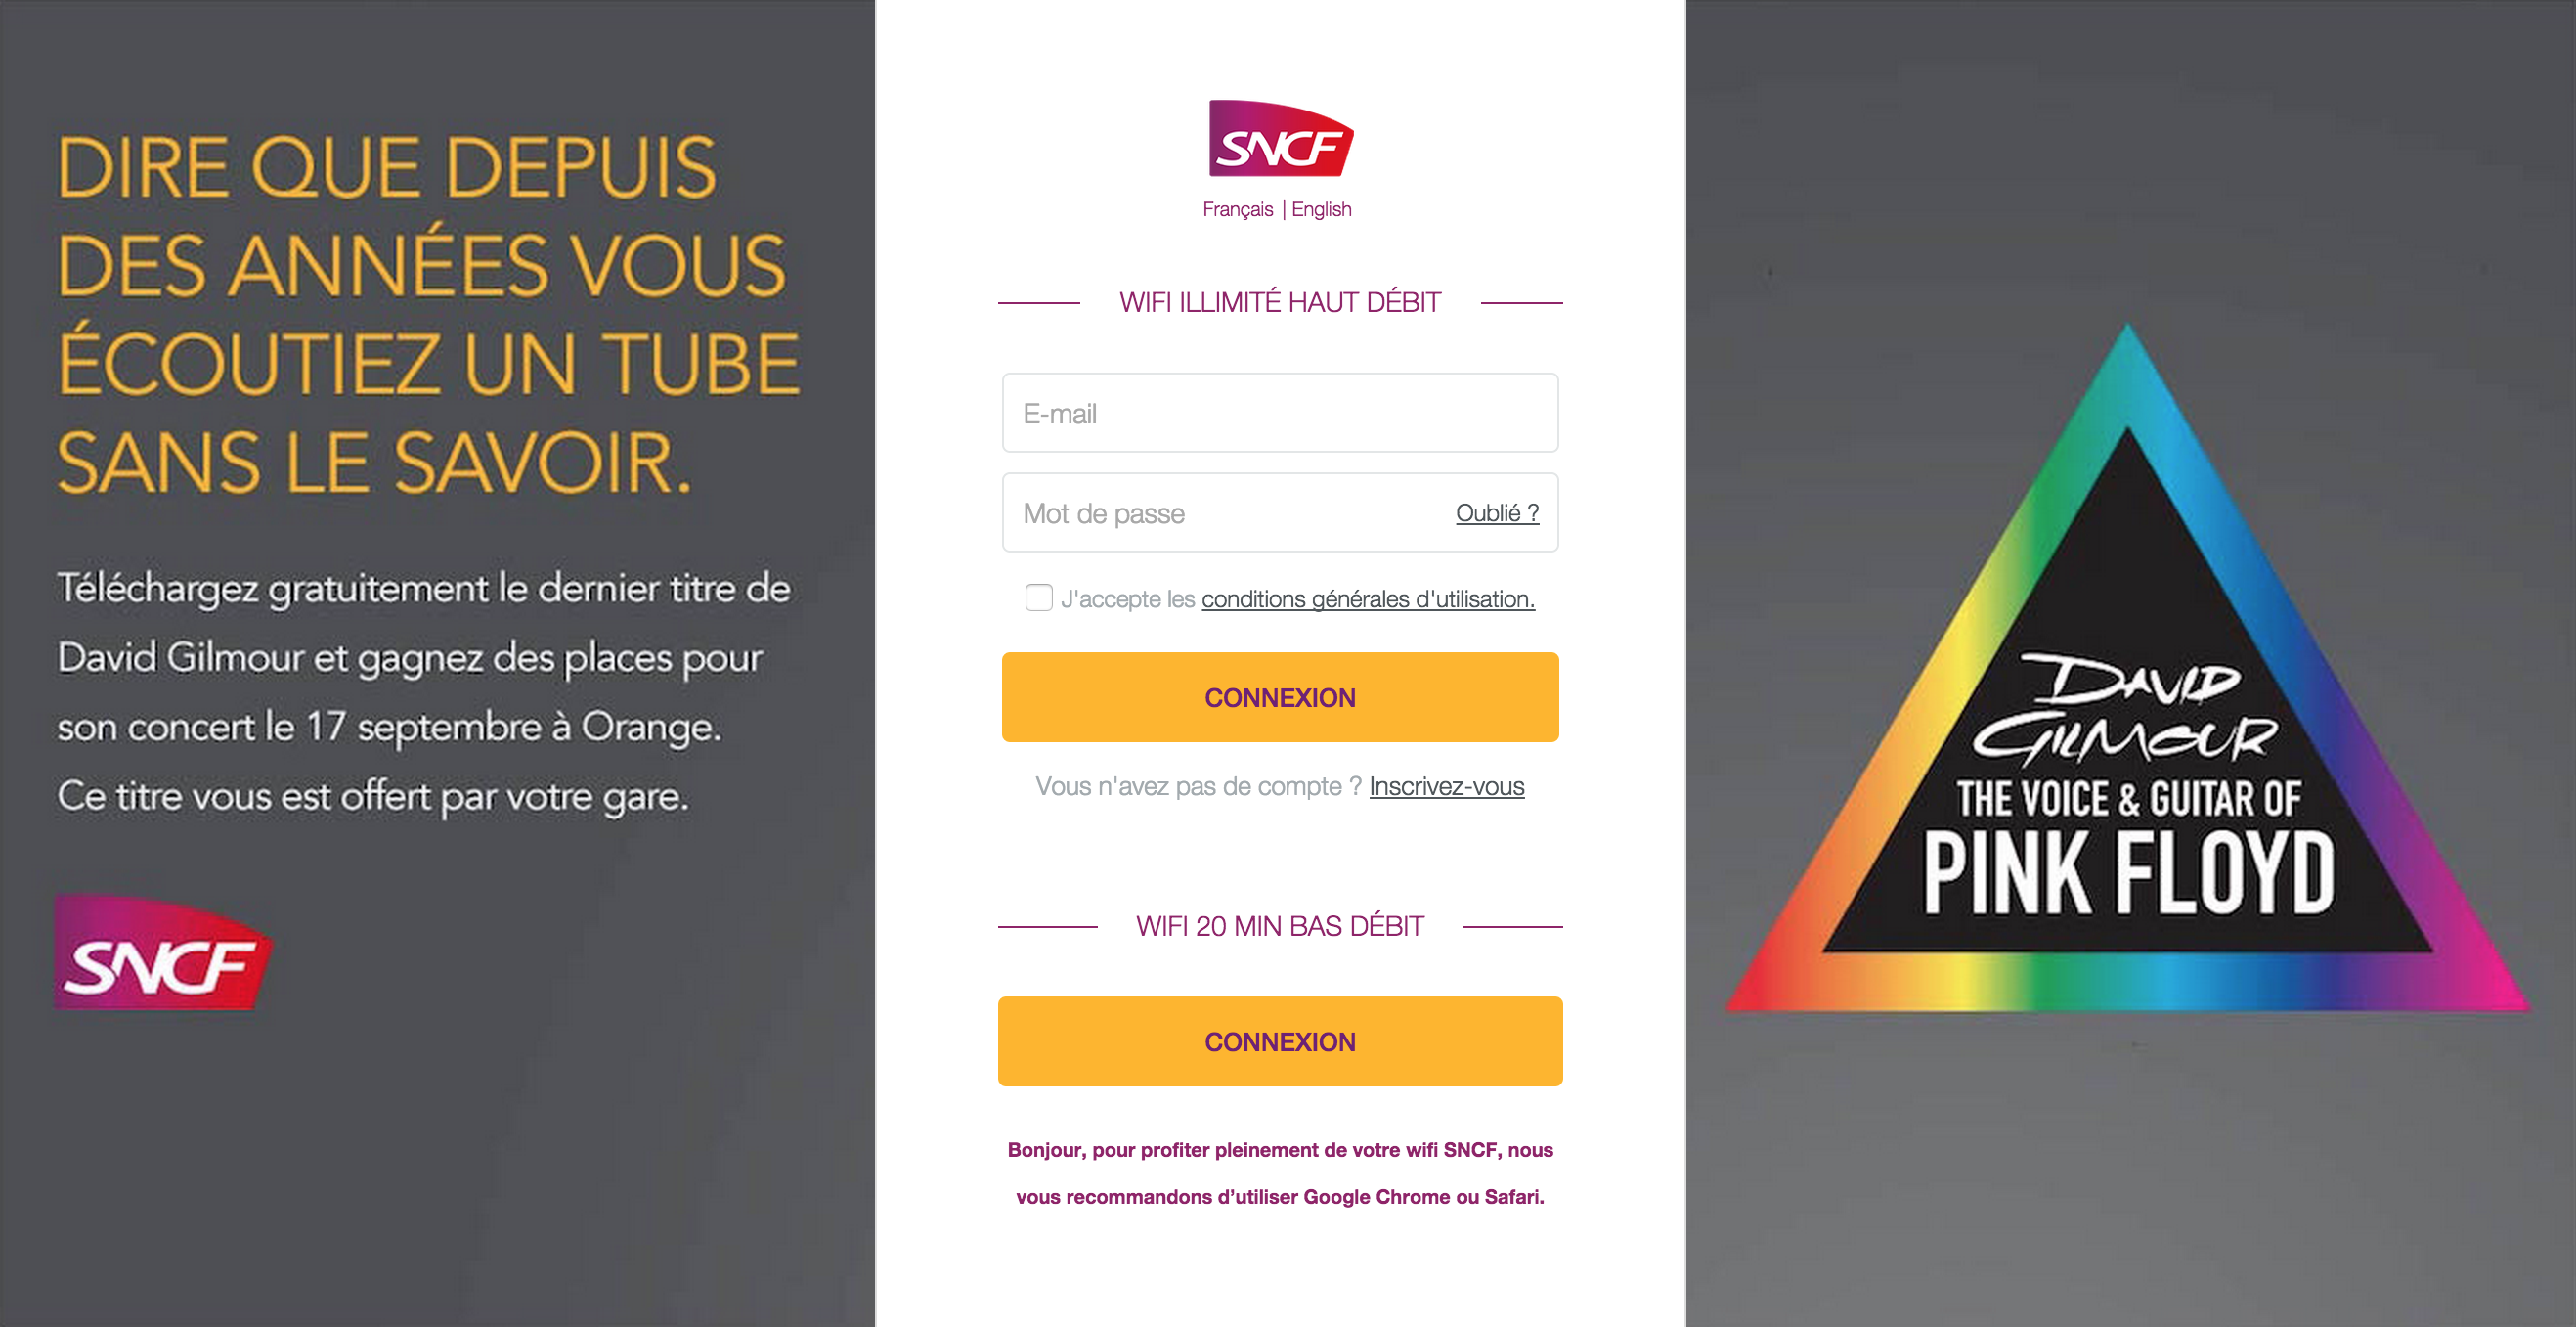 DIRE QUE DEPUIS
DES ANNÉES VOUS
ÉCOUTIEZ UN TUBE
SANS LE SAVOIR.
Téléchargez gratuitement le dernier titre de
David Gilmour et gagnez des places pour
son concert le 17 septembre à Orange.
Ce titre vous est offert par votre gare.
SNCF
SNCF
Français | English
WIFI ILLIMITÉ HAUT DÉBIT
E-mail
Mot de passe Oublié ?
J'accepte les conditions générales d'utilisation.
CONNEXION
Vous n'avez pas de compte ? Inscrivez-vous
WIFI 20 MIN BAS DÉBIT
CONNEXION
Bonjour, pour profiter pleinement de votre wifi SNCF, nous
vous recommandons d’utiliser Google Chrome ou Safari.
DAVID
GILMOUR
THE VOICE & GUITAR OF
PINK FLOYD